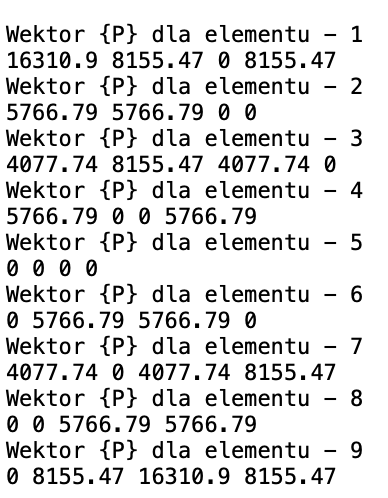 Wektor {P} dla elementu – 1
16310.9 8155.47 0 8155.47
Wektor {P} dla elementu – 2
5766.79 5766.79 0 0
Wektor {P} dla elementu – 3
4077.74 8155.47 4077.74 0
Wektor {P} dla elementu – 4
5766.79 0 0 5766.79
Wektor {P} dla elementu – 5
0 0 0 0
Wektor {P} dla elementu – 6
0 5766.79 5766.79 0
Wektor {P} dla elementu – 7
4077.74 0 4077.74 8155.47
Wektor {P} dla elementu – 8
0 0 5766.79 5766.79
Wektor {P} dla elementu – 9
0 8155.47 16310.9 8155.47